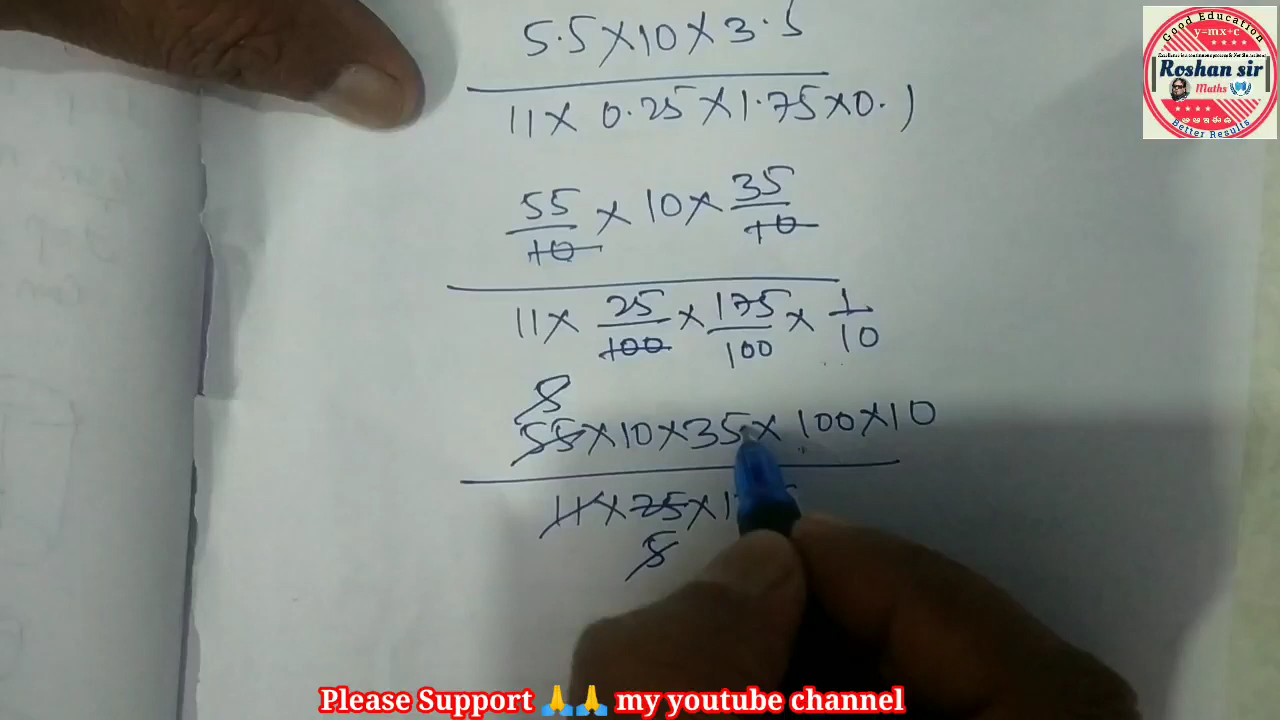 5.5×10×3.5
11× 0.25×1.75×0.1
55/10 × 10 × 35/10
11× 25/100 × 175/100 × 1/10
5
55×10×35× 100×10
11×25×1
5
Good Education
y=mx+c
Roshan sir
Maths
Better Results
Please Support 🙏🙏 my youtube channel